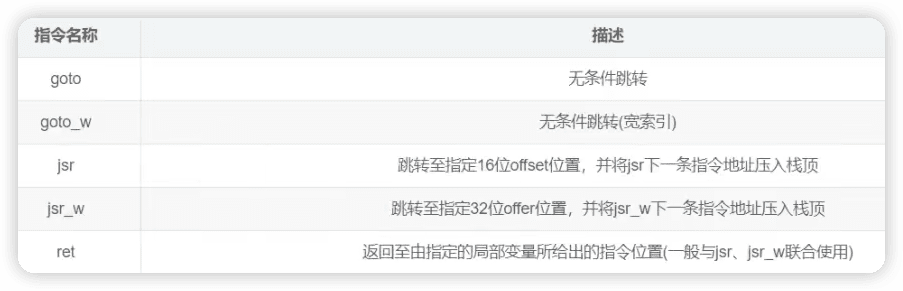 指令名称 描述
goto 无条件跳转
goto_w 无条件跳转(宽索引)
jsr 跳转至指定16位offset位置，并将jsr下一条指令地址压入栈顶
jsr_w 跳转至指定32位offer位置，并将jsr_w下一条指令地址压入栈顶
ret 返回至由指定的局部变量所给出的指令位置(一般与jsr、jsr_w联合使用)